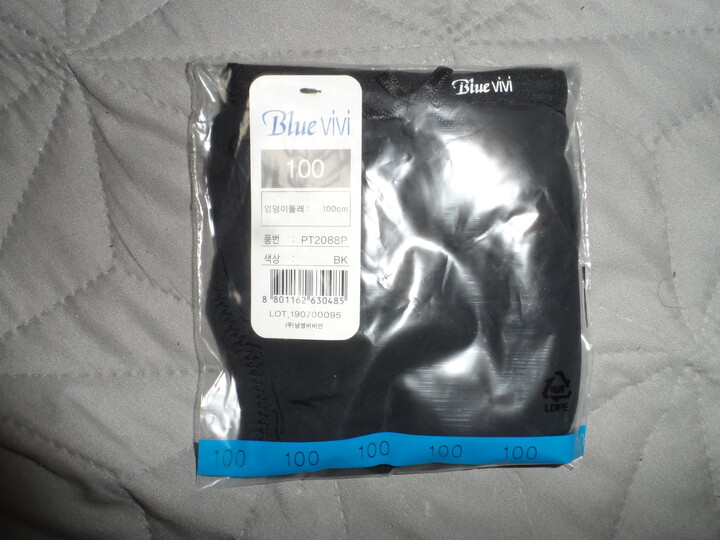 Blue vivi
Blue vivi
100
엉덩이둘레 : 100cm
품번 : PT2088P
색상 : BK
8 801162 630485
LOT.190700095
(주)남영비비안
LDPE
100 100 100 100 100